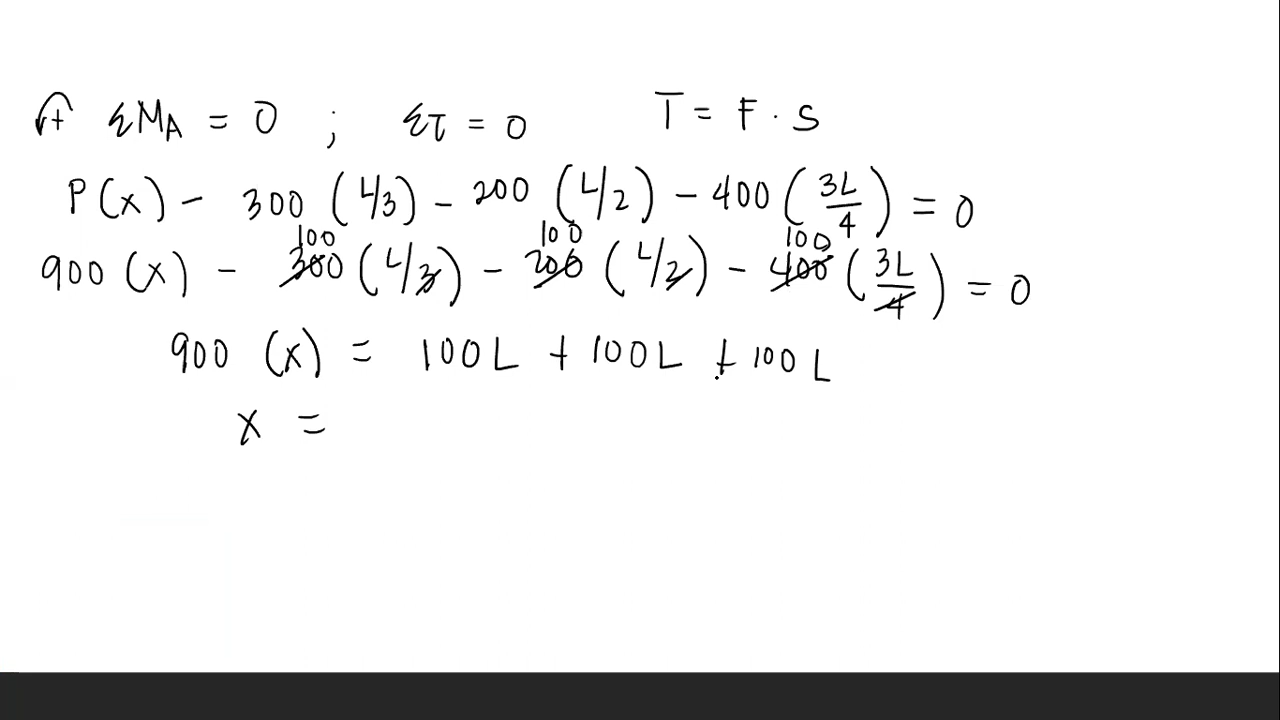 ↶+ ΣM_A = 0 ; Στ = 0 T = F · S
P(x) - 300 (L/3) - 200 (L/2) - 400 (3L/4) = 0
100 100 100
900 (x) - 300 (L/3) - 200 (L/2) - 400 (3L/4) = 0
900 (x) = 100L + 100L + 100L
x =